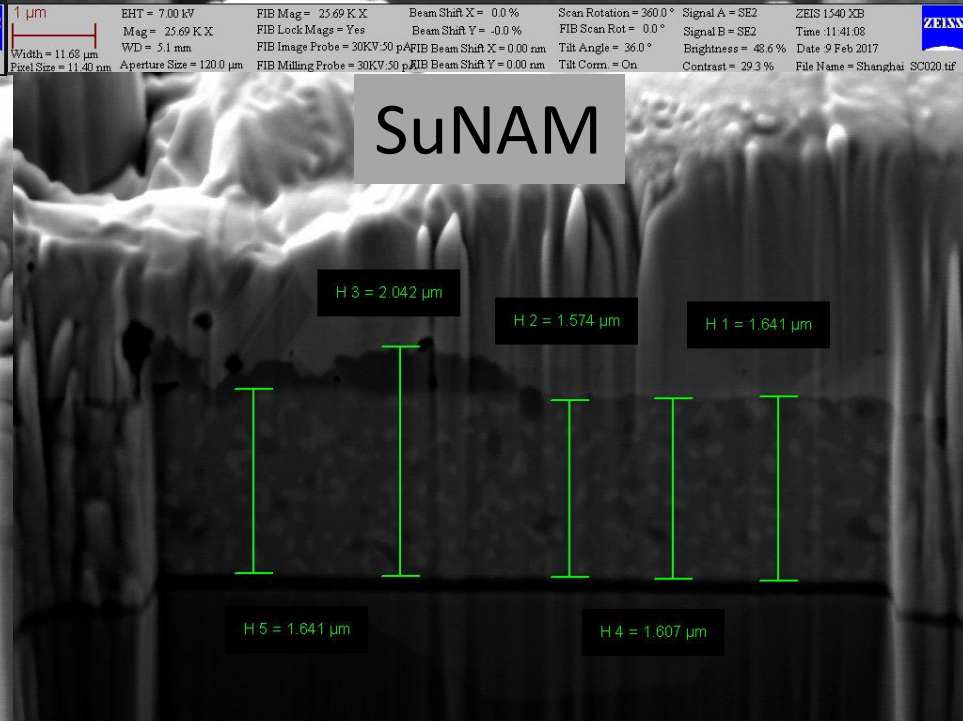 1 μm
Width = 11.68 μm
Pixel Size = 11.40 nm
EHT = 7.00 kV
Mag = 25.69 K X
WD = 5.1 mm
Aperture Size = 120.0 μm
FIB Mag = 25.69 K X
FIB Lock Mags = Yes
FIB Image Probe = 30KV:50 pA
FIB Milling Probe = 30KV:50 pA
Beam Shift X = 0.0 %
Beam Shift Y = -0.0 %
FIB Beam Shift X = 0.00 nm
FIB Beam Shift Y = 0.00 nm
Scan Rotation = 360.0 °
FIB Scan Rot = 0.0 °
Tilt Angle = 36.0 °
Tilt Corrn. = On
Signal A = SE2
Signal B = SE2
Brightness = 48.6 %
Contrast = 29.3 %
ZEISS 1540 XB
Time :11:41:08
Date :9 Feb 2017
File Name = Shanghai_SC020.tif
ZEISS
SuNAM
H 3 = 2.042 μm
H 2 = 1.574 μm
H 1 = 1.641 μm
H 5 = 1.641 μm
H 4 = 1.607 μm